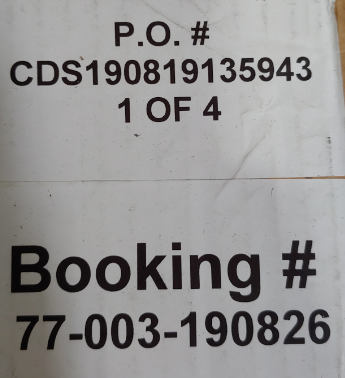 P.O. #
CDS190819135943
1 OF 4
Booking #
77-003-190826